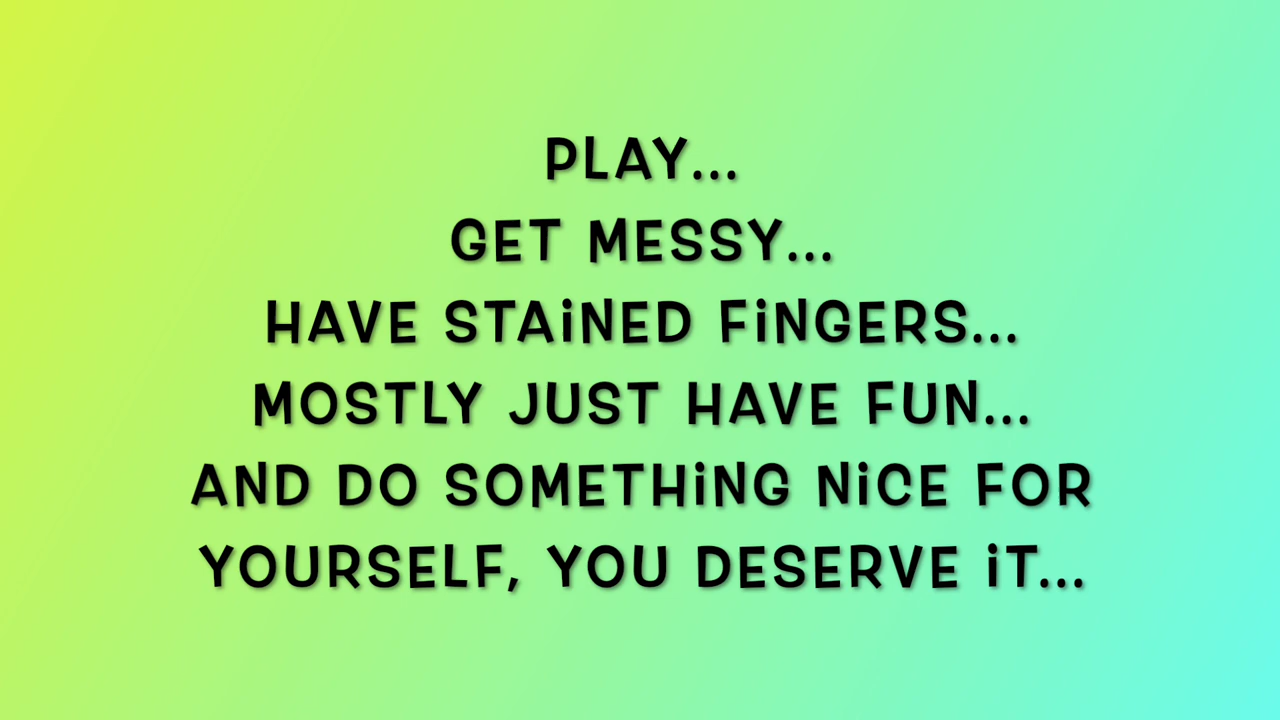 PLAY...
GET MESSY...
HAVE STAiNED FiNGERS...
MOSTLY JUST HAVE FUN...
AND DO SOMETHiNG NiCE FOR
YOURSELF, YOU DESERVE iT...